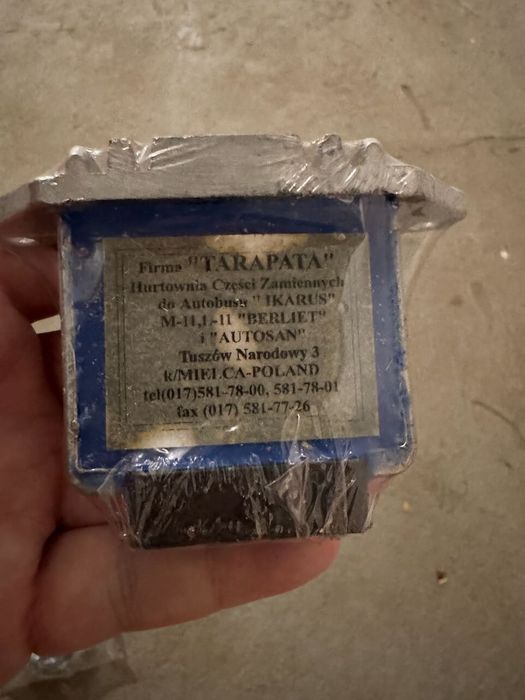 Firma "TARAPATA"
Hurtownia Części Zamiennych
do Autobusu "IKARUS"
M-11,L-11 "BERLIET"
i "AUTOSAN"
Tuszów Narodowy 3
k/MIELCA-POLAND
tel(017)581-78-00, 581-78-01
fax (017) 581-77-26